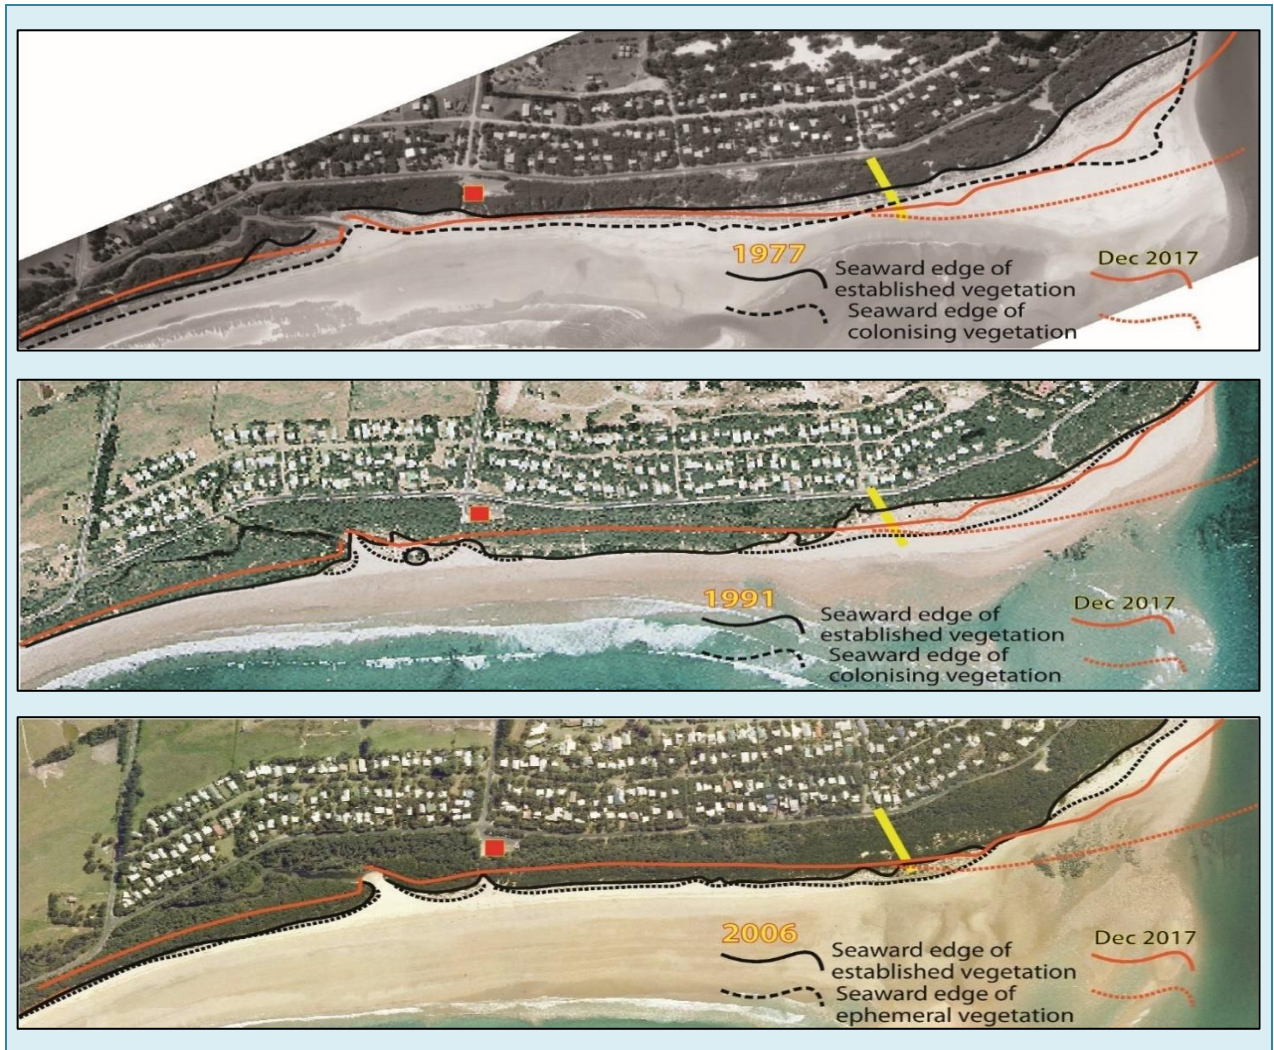 1977
Dec 2017
Seaward edge of
established vegetation
Seaward edge of
colonising vegetation
1991
Dec 2017
Seaward edge of
established vegetation
Seaward edge of
colonising vegetation
2006
Dec 2017
Seaward edge of
established vegetation
Seaward edge of
ephemeral vegetation